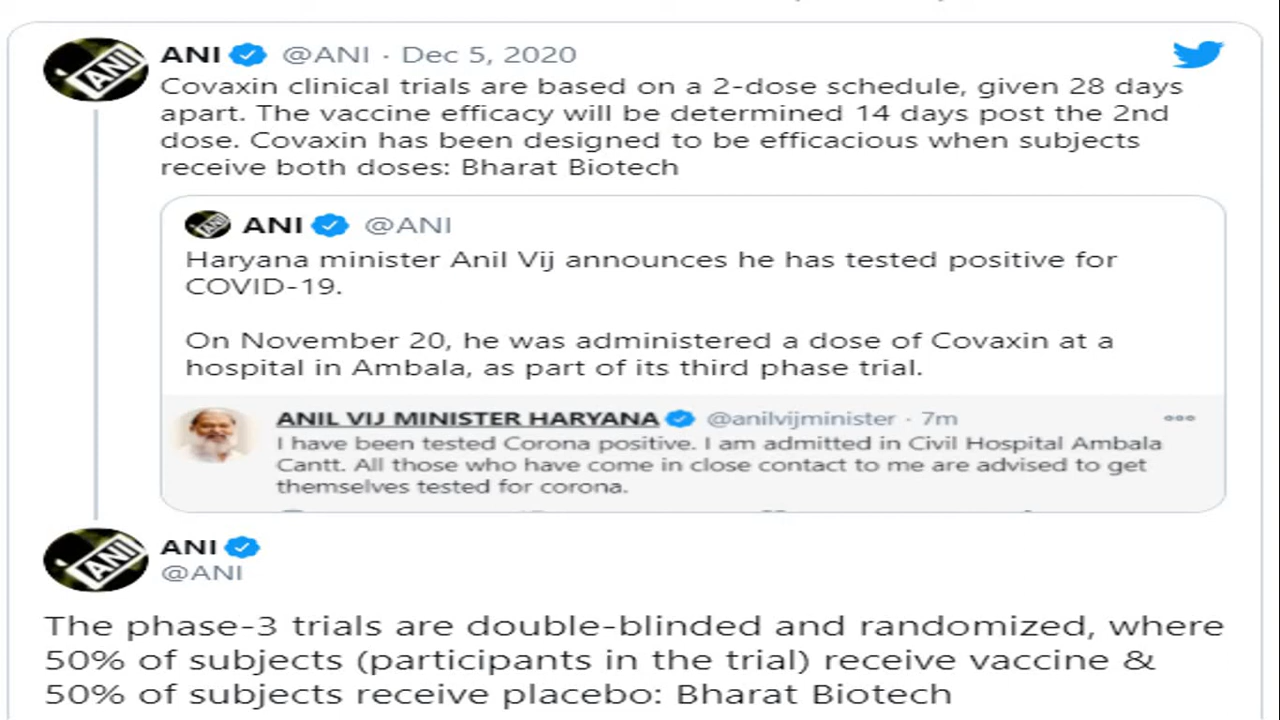 ANI @ANI · Dec 5, 2020
Covaxin clinical trials are based on a 2-dose schedule, given 28 days
apart. The vaccine efficacy will be determined 14 days post the 2nd
dose. Covaxin has been designed to be efficacious when subjects
receive both doses: Bharat Biotech
ANI @ANI
Haryana minister Anil Vij announces he has tested positive for
COVID-19.
On November 20, he was administered a dose of Covaxin at a
hospital in Ambala, as part of its third phase trial.
ANIL VIJ MINISTER HARYANA @anilvijminister · 7m
I have been tested Corona positive. I am admitted in Civil Hospital Ambala
Cantt. All those who have come in close contact to me are advised to get
themselves tested for corona.
ANI
ANI
@ANI
The phase-3 trials are double-blinded and randomized, where
50% of subjects (participants in the trial) receive vaccine &
50% of subjects receive placebo: Bharat Biotech